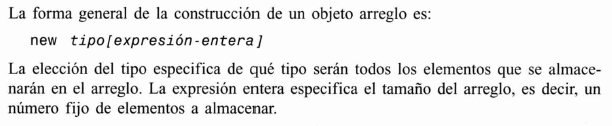 La forma general de la construcción de un objeto arreglo es:
new tipo[expresión-entera]
La elección del tipo especifica de qué tipo serán todos los elementos que se almace-
narán en el arreglo. La expresión entera especifica el tamaño del arreglo, es decir, un
número fijo de elementos a almacenar.